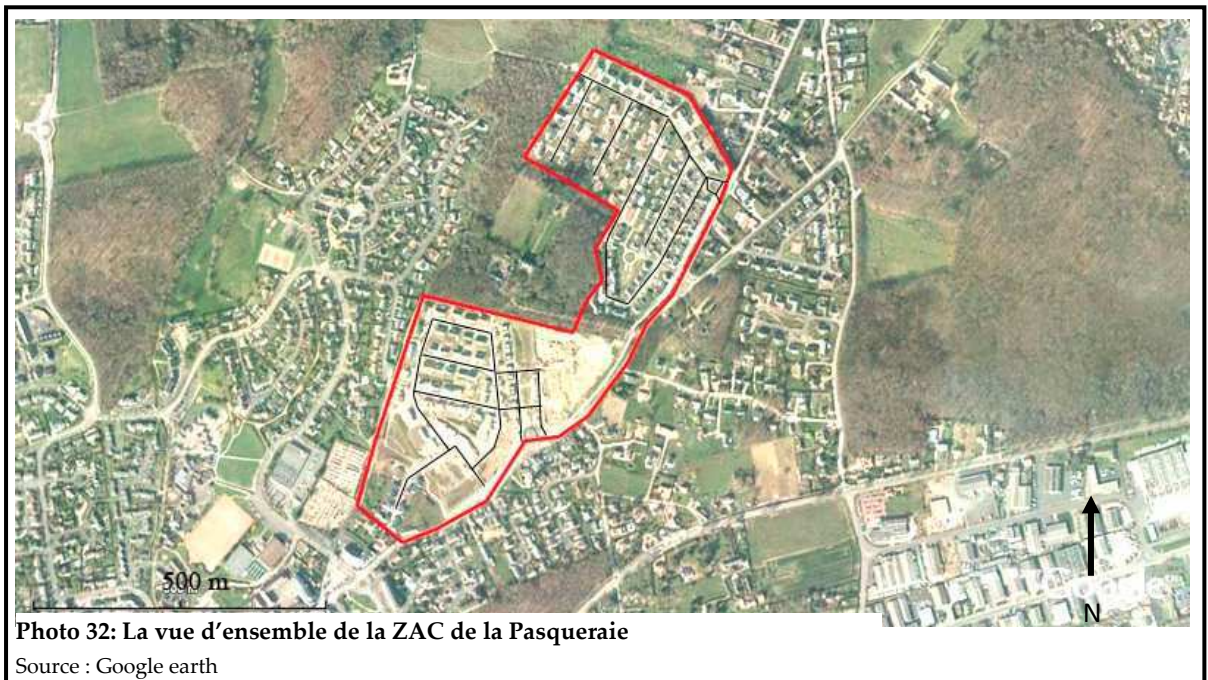 500 m
N
Photo 32: La vue d'ensemble de la ZAC de la Pasqueraie
Source : Google earth